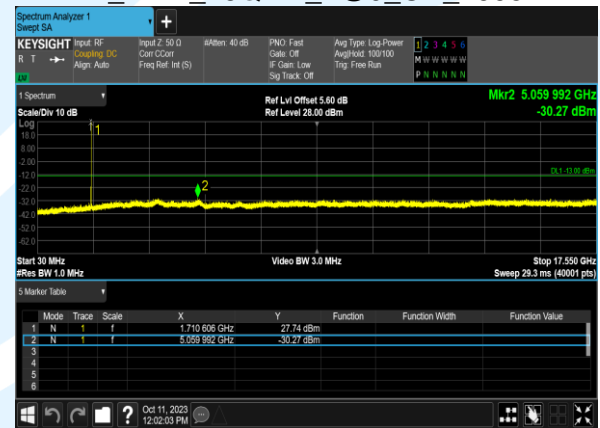 Spectrum Analyzer 1
Swept SA
KEYSIGHT Input: RF Input Z: 50 Ω #Atten: 40 dB PNO: Fast Avg Type: Log-Power 1 2 3 4 5 6
R T Coupling: DC Corr CCorr Gate: Off Avg|Hold: 100/100 M W W W W W
Align: Auto Freq Ref: Int (S) IF Gain: Low Trig: Free Run P N N N N N
Sig Track: Off
1 Spectrum Ref Lvl Offset 5.60 dB Mkr2 5.059 992 GHz
Scale/Div 10 dB Ref Level 28.00 dBm -30.27 dBm
Log
18.0 1
8.00
-2.00
-12.0 DL1 -13.00 dBm
-22.0 2
-32.0
-42.0
-52.0
-62.0
Start 30 MHz Video BW 3.0 MHz Stop 17.550 GHz
#Res BW 1.0 MHz Sweep 29.3 ms (40001 pts)
5 Marker Table
Mode Trace Scale X Y Function Function Width Function Value
1 N 1 f 1.710 606 GHz 27.74 dBm
2 N 1 f 5.059 992 GHz -30.27 dBm
3
4
5
6
? Oct 11, 2023
12:02:03 PM